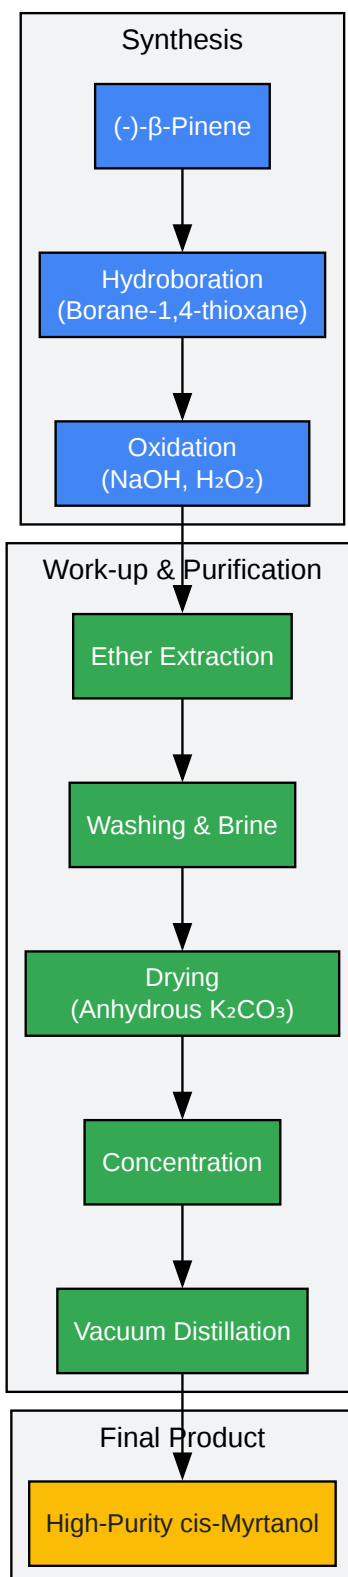 Synthesis
(-)-β-Pinene
Hydroboration
(Borane-1,4-thioxane)
Oxidation
(NaOH, H₂O₂)
Work-up & Purification
Ether Extraction
Washing & Brine
Drying
(Anhydrous K₂CO₃)
Concentration
Vacuum Distillation
Final Product
High-Purity cis-Myrtanol